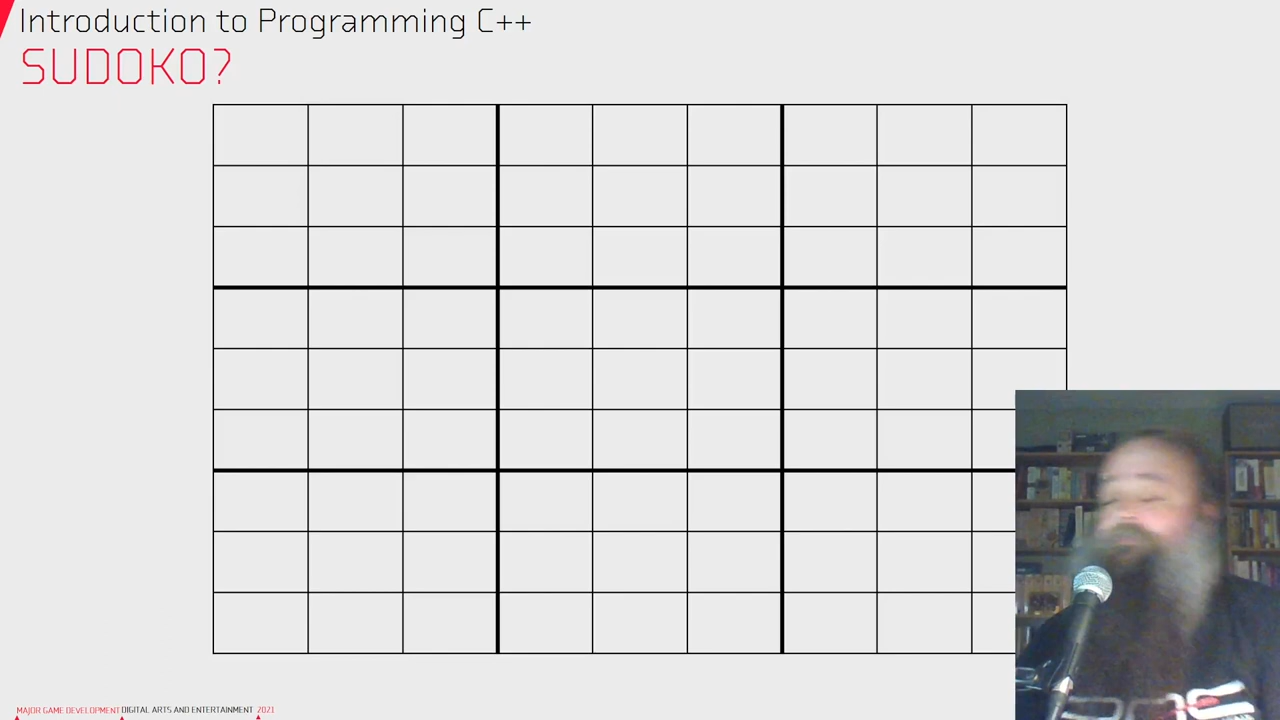 Introduction to Programming C++
SUDOKO?
MAJOR GAME DEVELOPMENT DIGITAL ARTS AND ENTERTAINMENT 2021